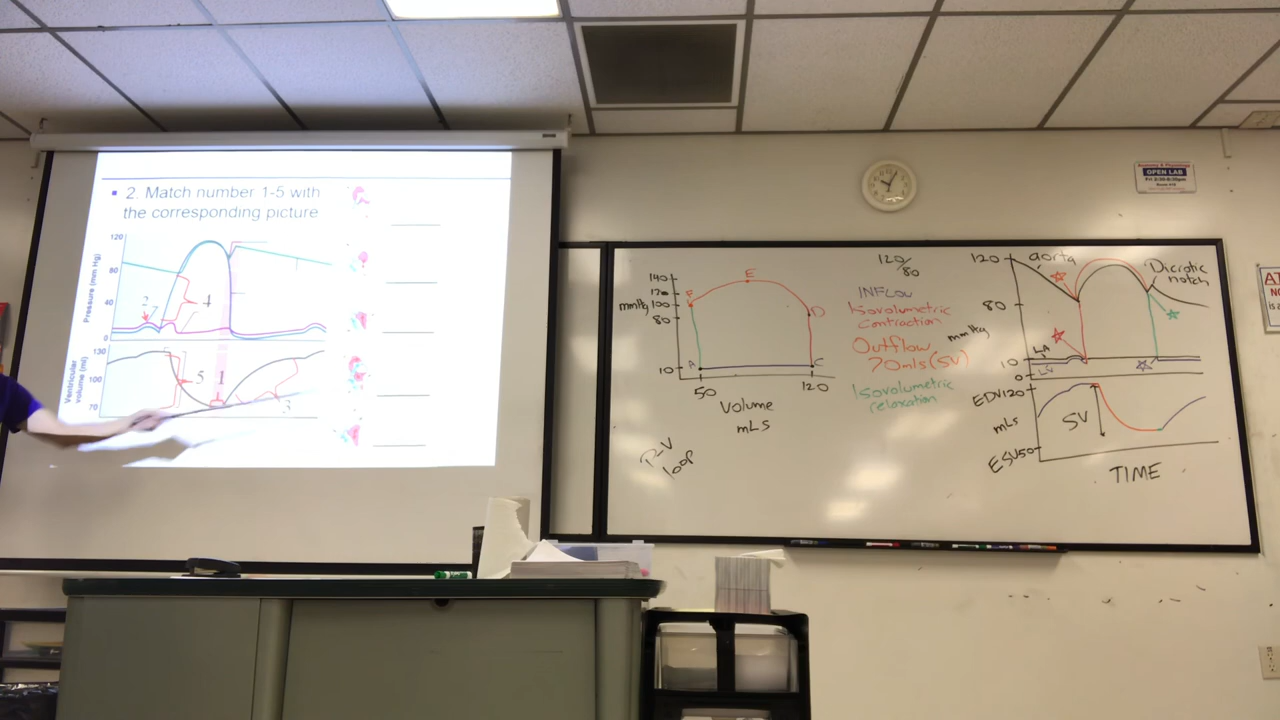 2. Match number 1-5 with
the corresponding picture
Pressure (mm Hg)
120
80
40
0
2
4
Ventricular
volume (ml)
130
100
70
5
1
3
mmHg
140
120
100
80
10
F
E
D
A
C
50
120
Volume
mLs
P-V
loop
120/80
INFLOW
Isovolumetric
contraction
Outflow
70mls (SV)
Isovolumetric
relaxation
120
aorta
Dicrotic
notch
80
mmHg
LA
10
LV
0
EDV120
mLs
SV
ESV50
TIME
OPEN LAB